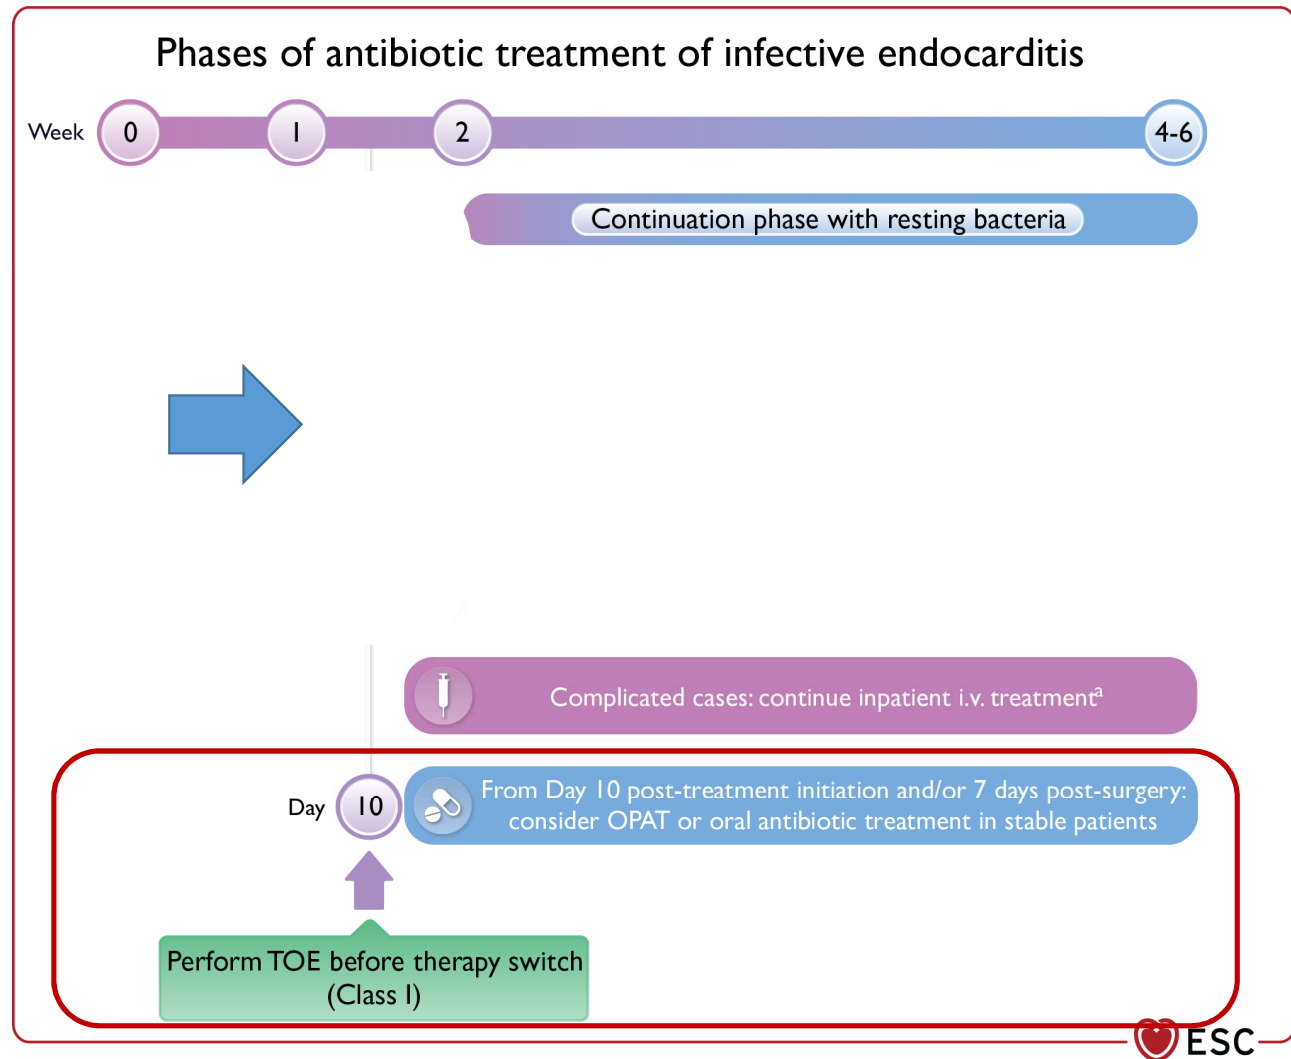 Phases of antibiotic treatment of infective endocarditis
Week 0 1 2 4-6
Continuation phase with resting bacteria
Complicated cases: continue inpatient i.v. treatmentᵃ
Day 10
From Day 10 post-treatment initiation and/or 7 days post-surgery:
consider OPAT or oral antibiotic treatment in stable patients
Perform TOE before therapy switch
(Class I)
ESC